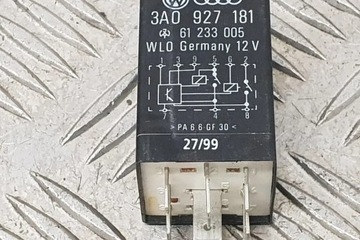 3A0 927 181
61 233 005
WLO Germany 12V
1 3 9 5 6 2
7 4 8
> PA 6.6 GF 30 <
27/99